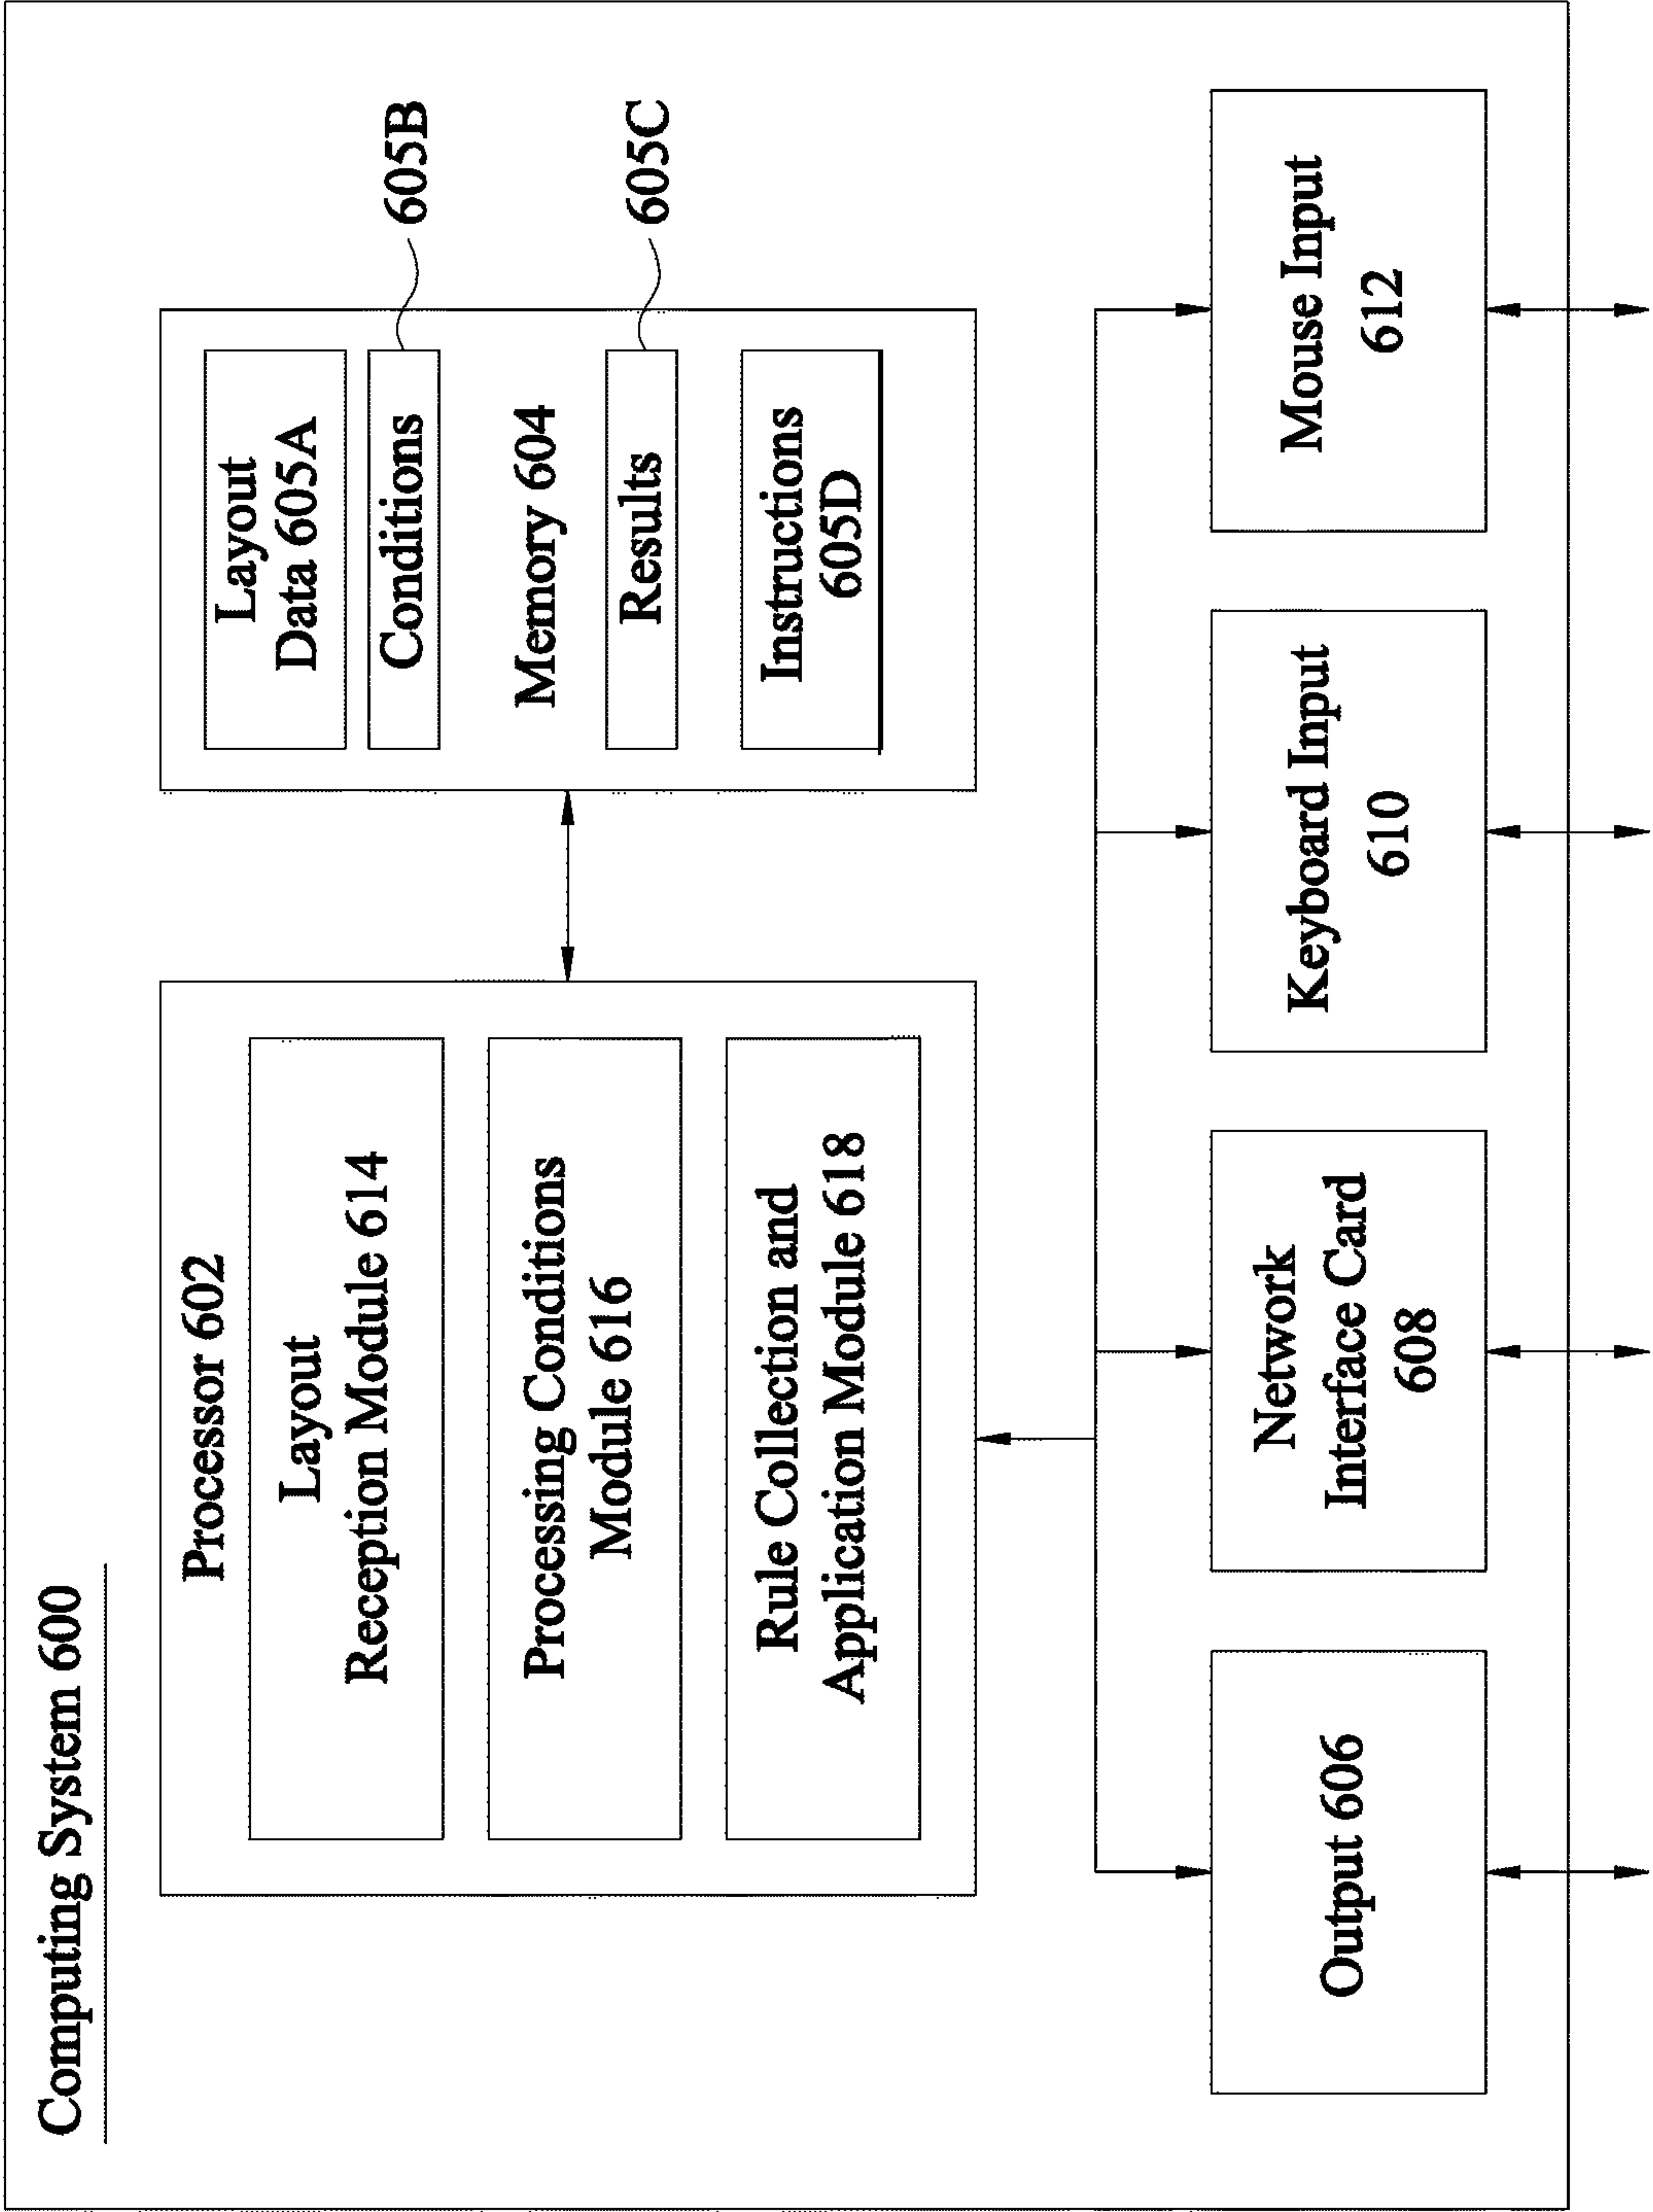 Computing System 600
Processor 602
Layout
Reception Module 614
Processing Conditions
Module 616
Rule Collection and
Application Module 618
Layout
Data 605A
Conditions
605B
Memory 604
Results
605C
Instructions
605D
Output 606
Network
Interface Card
608
Keyboard Input
610
Mouse Input
612